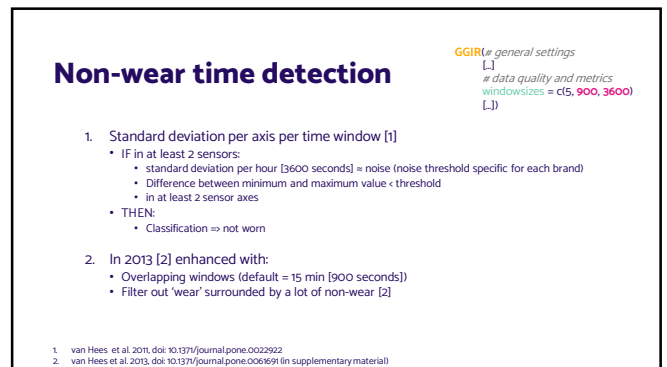 Non-wear time detection
GGIR(# general settings
[...]
# data quality and metrics
windowsizes = c(5, 900, 3600)
[...])
1. Standard deviation per axis per time window [1]
• IF in at least 2 sensors:
• standard deviation per hour [3600 seconds] ≈ noise (noise threshold specific for each brand)
• Difference between minimum and maximum value < threshold
• in at least 2 sensor axes
• THEN:
• Classification => not worn
2. In 2013 [2] enhanced with:
• Overlapping windows (default = 15 min [900 seconds])
• Filter out ‘wear’ surrounded by a lot of non-wear [2]
1. van Hees et al. 2011, doi: 10.1371/journal.pone.0022922
2. van Hees et al. 2013, doi: 10.1371/journal.pone.0061691 (in supplementary material)